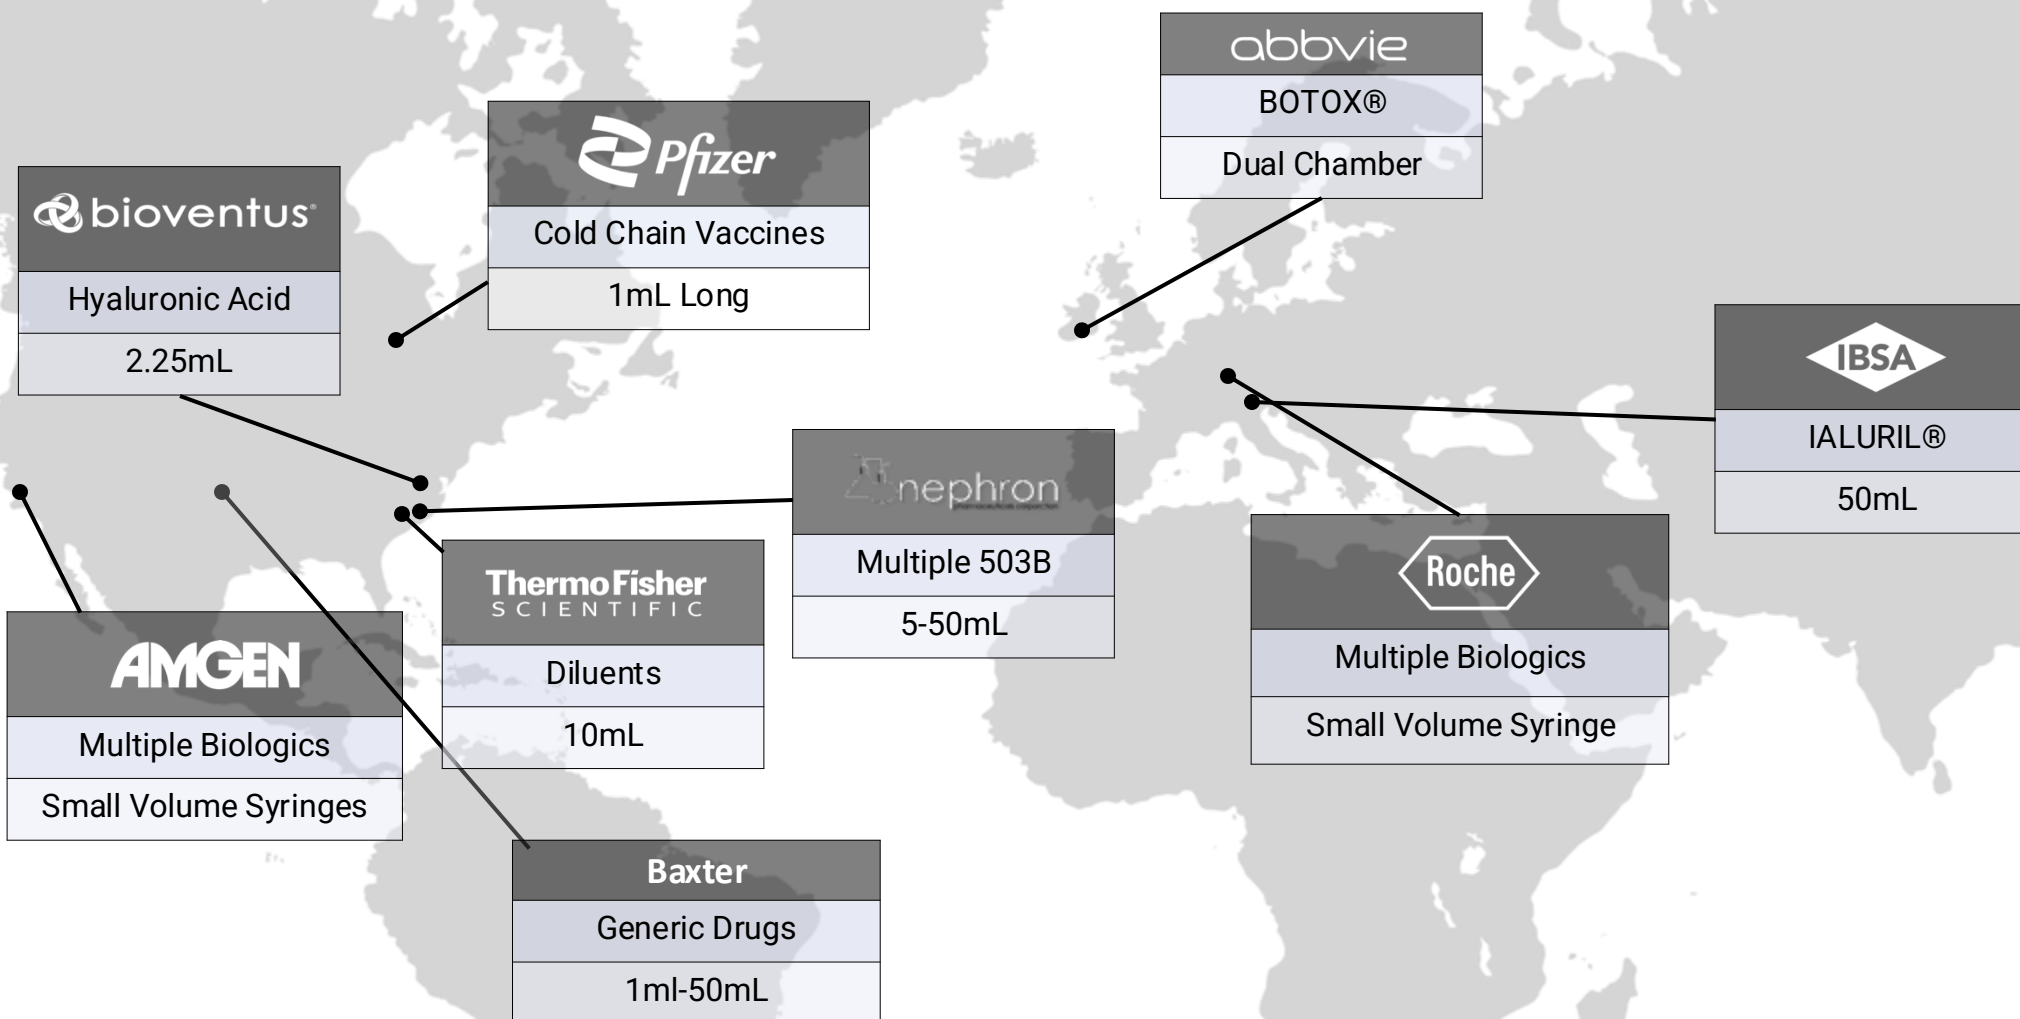 abbvie
BOTOX®
Dual Chamber
Pfizer
Cold Chain Vaccines
1mL Long
bioventus
Hyaluronic Acid
2.25mL
IBSA
IALURIL®
50mL
nephron
pharmaceuticals corporation
Multiple 503B
5-50mL
Roche
Multiple Biologics
Small Volume Syringe
ThermoFisher
SCIENTIFIC
Diluents
10mL
AMGEN
Multiple Biologics
Small Volume Syringes
Baxter
Generic Drugs
1ml-50mL